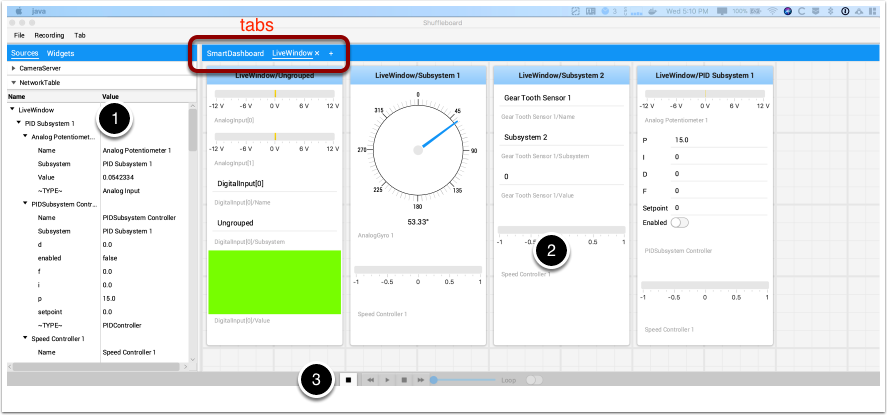 java
3
100%
Wed 5:10 PM
tabs
Shuffleboard
File Recording Tab
Sources Widgets
SmartDashboard LiveWindow × +
CameraServer
NetworkTable
Name Value
LiveWindow
PID Subsystem 1
Analog Potentiomet...
Name Analog Potentiometer 1
Subsystem PID Subsystem 1
Value 0.0542334
~TYPE~ Analog Input
PIDSubsystem Contr...
Name PIDSubsystem Controller
Subsystem PID Subsystem 1
d 0.0
enabled false
f 0.0
i 0.0
p 15.0
setpoint 0.0
~TYPE~ PIDController
Speed Controller 1
Name Speed Controller 1
1
LiveWindow/Ungrouped
-12 V -6 V 0 V 6 V 12 V
AnalogInput[0]
-12 V -6 V 0 V 6 V 12 V
AnalogInput[1]
DigitalInput[0]
DigitalInput[0]/Name
Ungrouped
DigitalInput[0]/Subsystem
DigitalInput[0]/Value
LiveWindow/Subsystem 1
0
45
90
135
180
225
270
315
53.33°
AnalogGyro 1
-1 -0.5 0 0.5 1
Speed Controller 1
LiveWindow/Subsystem 2
Gear Tooth Sensor 1
Gear Tooth Sensor 1/Name
Subsystem 2
Gear Tooth Sensor 1/Subsystem
0
Gear Tooth Sensor 1/Value
-1 -0.5 0.5 1
2
Speed Controller 1
LiveWindow/PID Subsystem 1
-12 V -6 V 0 V 6 V 12 V
Analog Potentiometer 1
P 15.0
I 0
D 0
F 0
Setpoint 0
Enabled
PIDSubsystem Controller
-1 -0.5 0 0.5 1
Speed Controller 1
3
Loop